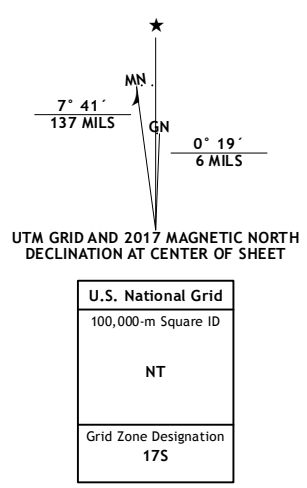 MN
7° 41´
137 MILS
GN
0° 19´
6 MILS
UTM GRID AND 2017 MAGNETIC NORTH
DECLINATION AT CENTER OF SHEET
U.S. National Grid
100,000-m Square ID
NT
Grid Zone Designation
17S